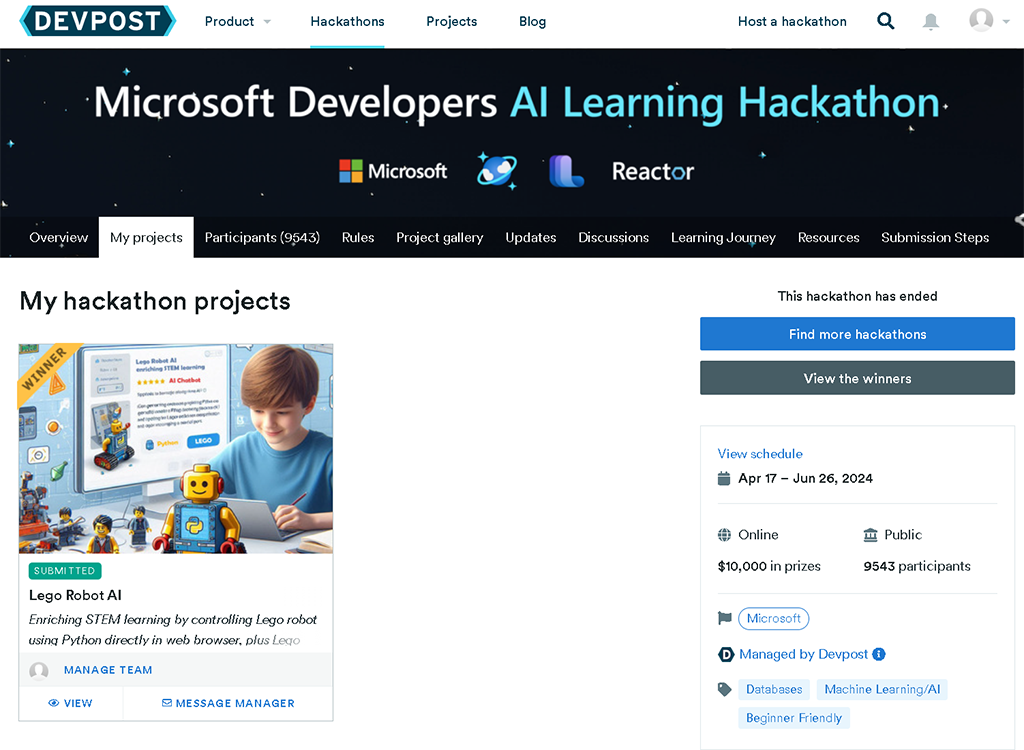 DEVPOST
Product
Hackathons
Projects
Blog
Host a hackathon
Microsoft Developers AI Learning Hackathon
Microsoft
Reactor
Overview
My projects
Participants (9543)
Rules
Project gallery
Updates
Discussions
Learning Journey
Resources
Submission Steps
My hackathon projects
This hackathon has ended
Find more hackathons
View the winners
WINNER
Lego Robot AI
enriching STEM learning
AI Chatbot
Python
LEGO
SUBMITTED
Lego Robot AI
Enriching STEM learning by controlling Lego robot
using Python directly in web browser, plus Lego
MANAGE TEAM
VIEW
MESSAGE MANAGER
View schedule
Apr 17 – Jun 26, 2024
Online
Public
$10,000 in prizes
9543 participants
Microsoft
Managed by Devpost
Databases
Machine Learning/AI
Beginner Friendly